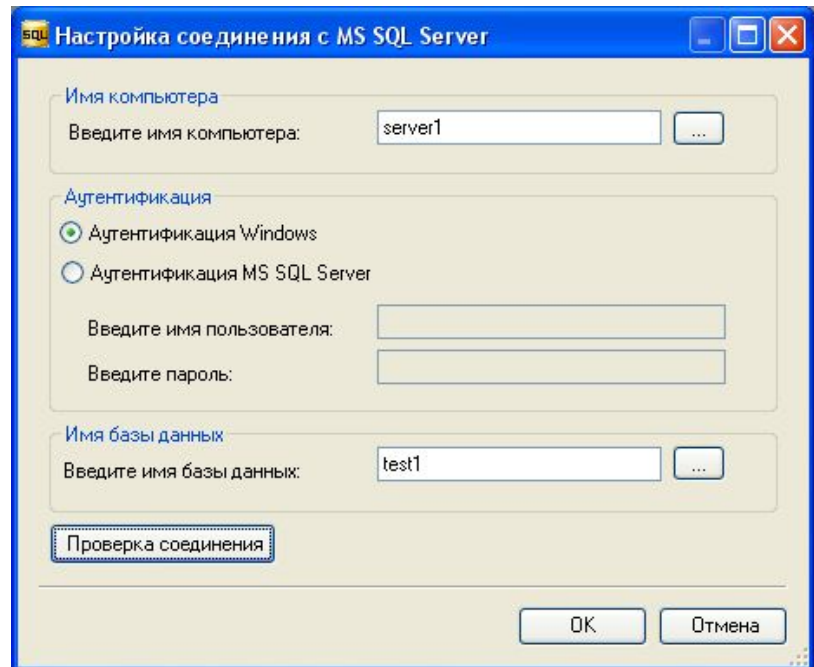 SQL Настройка соединения с MS SQL Server
Имя компьютера
Введите имя компьютера: server1 ...
Аутентификация
Аутентификация Windows
Аутентификация MS SQL Server
Введите имя пользователя:
Введите пароль:
Имя базы данных
Введите имя базы данных: test1 ...
Проверка соединения
OK Отмена